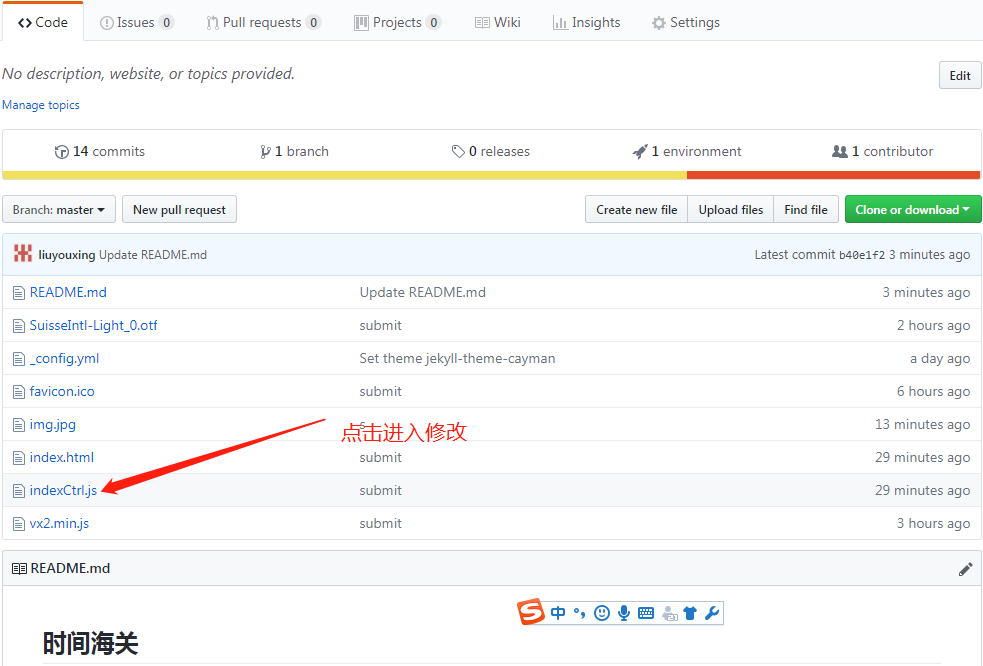 Code Issues 0 Pull requests 0 Projects 0 Wiki Insights Settings
No description, website, or topics provided. Edit
Manage topics
14 commits 1 branch 0 releases 1 environment 1 contributor
Branch: master New pull request Create new file Upload files Find file Clone or download
liuyouxing Update README.md Latest commit b40e1f2 3 minutes ago
README.md Update README.md 3 minutes ago
SuisseIntl-Light_0.otf submit 2 hours ago
_config.yml Set theme jekyll-theme-cayman a day ago
favicon.ico submit 6 hours ago
img.jpg s 13 minutes ago
点击进入修改
index.html submit 29 minutes ago
indexCtrl.js submit 29 minutes ago
vx2.min.js submit 3 hours ago
README.md
S 中 °,
时间海关